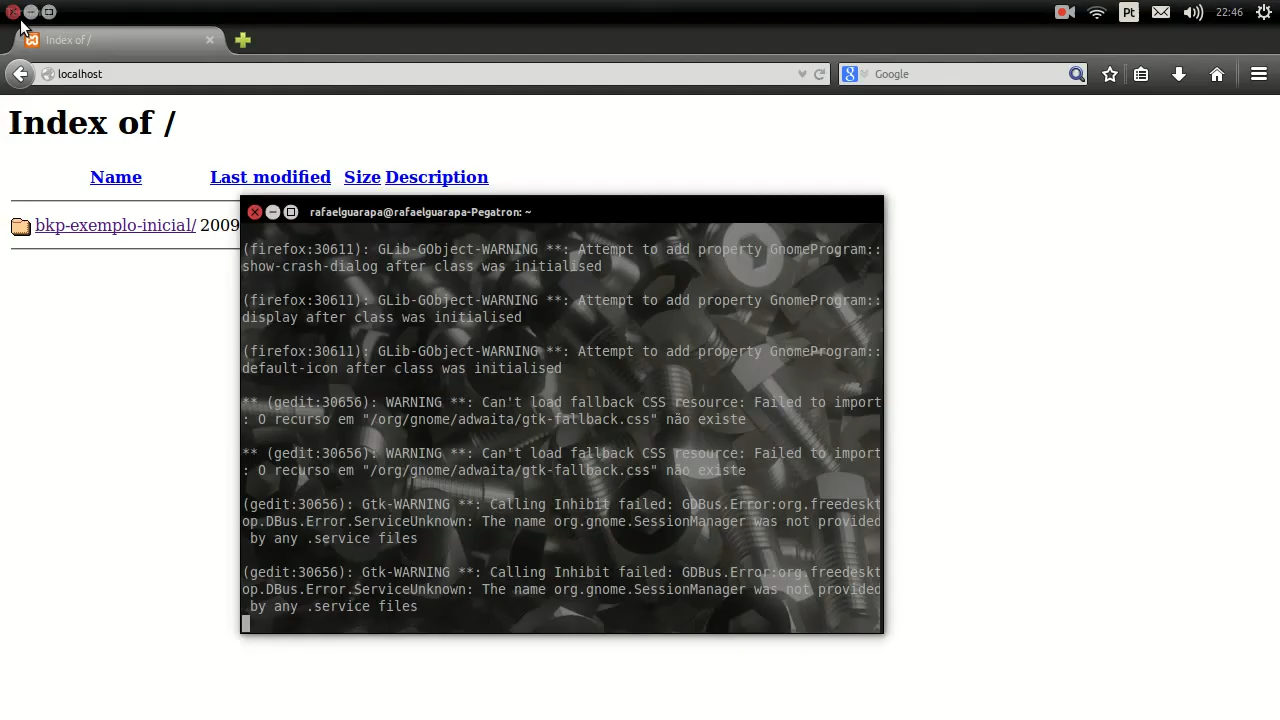 Pt
22:46
Index of /
localhost
Google
Index of /
Name Last modified Size Description
bkp-exemplo-inicial/ 2009
rafaelguarapa@rafaelguarapa-Pegatron: ~
(firefox:30611): GLib-GObject-WARNING **: Attempt to add property GnomeProgram::
show-crash-dialog after class was initialised
(firefox:30611): GLib-GObject-WARNING **: Attempt to add property GnomeProgram::
display after class was initialised
(firefox:30611): GLib-GObject-WARNING **: Attempt to add property GnomeProgram::
default-icon after class was initialised
** (gedit:30656): WARNING **: Can't load fallback CSS resource: Failed to import
: O recurso em "/org/gnome/adwaita/gtk-fallback.css" não existe
** (gedit:30656): WARNING **: Can't load fallback CSS resource: Failed to import
: O recurso em "/org/gnome/adwaita/gtk-fallback.css" não existe
(gedit:30656): Gtk-WARNING **: Calling Inhibit failed: GDBus.Error:org.freedeskt
op.DBus.Error.ServiceUnknown: The name org.gnome.SessionManager was not provided
by any .service files
(gedit:30656): Gtk-WARNING **: Calling Inhibit failed: GDBus.Error:org.freedeskt
op.DBus.Error.ServiceUnknown: The name org.gnome.SessionManager was not provided
by any .service files